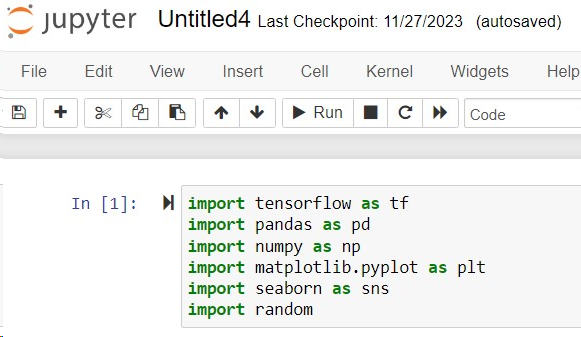 jupyter Untitled4 Last Checkpoint: 11/27/2023 (autosaved)
File Edit View Insert Cell Kernel Widgets Help
Run Code
In [1]: import tensorflow as tf
import pandas as pd
import numpy as np
import matplotlib.pyplot as plt
import seaborn as sns
import random